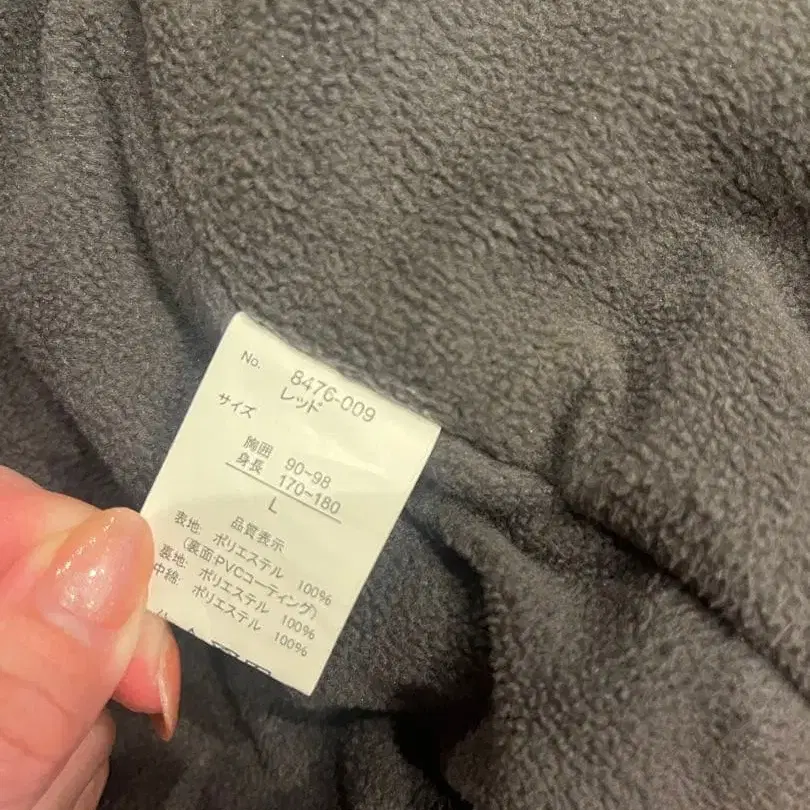 No. 8476-009
レッド
サイズ
胸囲 90~98
身長 170~180
L
品質表示
表地: ポリエステル 100%
(裏面PVCコーティング)
裏地: ポリエステル 100%
中綿: ポリエステル 100%